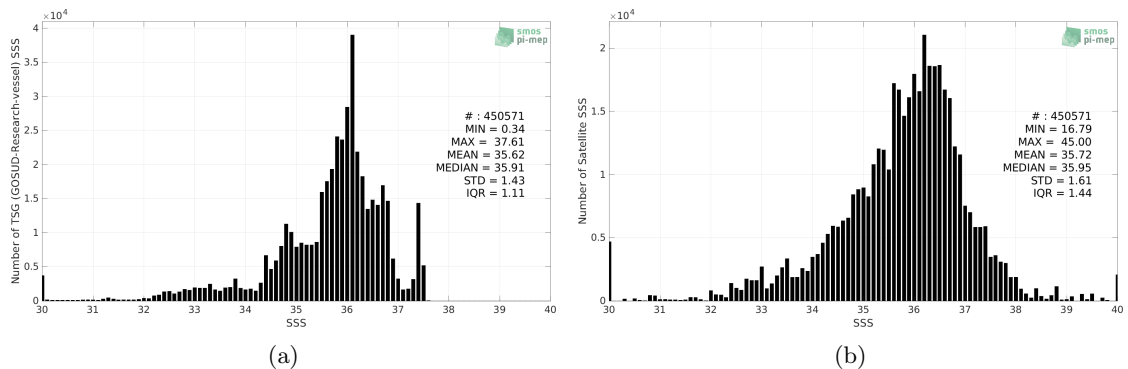 ×10⁴
4
3.5
3
2.5
2
1.5
1
0.5
0
30 31 32 33 34 35 36 37 38 39 40
SSS
Number of TSG (GOSUD-Research-vessel) SSS
smos
pi-mep
# : 450571
MIN = 0.34
MAX = 37.61
MEAN = 35.62
MEDIAN = 35.91
STD = 1.43
IQR = 1.11
(a)
×10⁴
2
1.5
1
0.5
0
30 31 32 33 34 35 36 37 38 39 40
SSS
Number of Satellite SSS
smos
pi-mep
# : 450571
MIN = 16.79
MAX = 45.00
MEAN = 35.72
MEDIAN = 35.95
STD = 1.61
IQR = 1.44
(b)